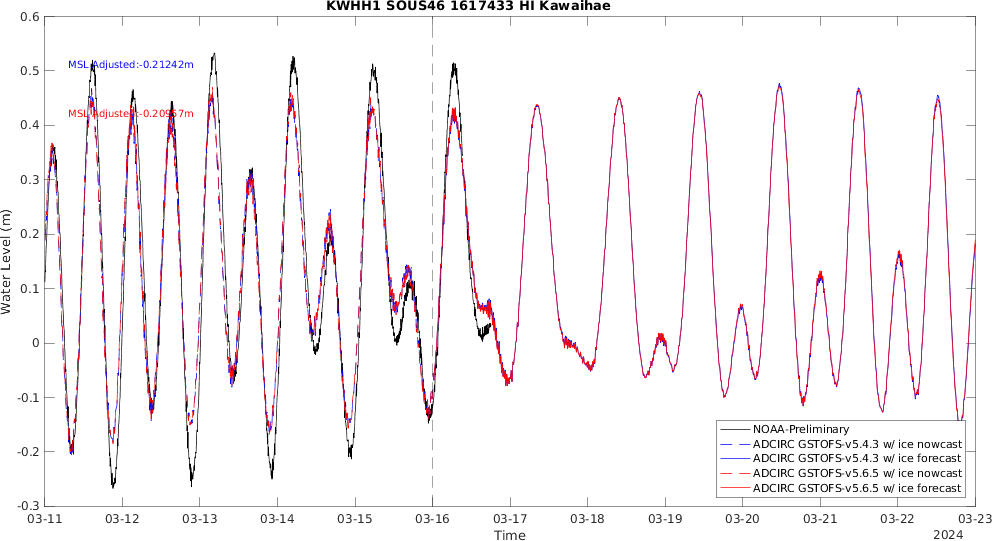 KWHH1 SOUS46 1617433 HI Kawaihae
0.6
0.5
0.4
0.3
0.2
0.1
0
-0.1
-0.2
-0.3
Water Level (m)
MSL Adjusted:-0.21242m
MSL Adjusted:-0.20957m
NOAA-Preliminary
ADCIRC GSTOFS-v5.4.3 w/ ice nowcast
ADCIRC GSTOFS-v5.4.3 w/ ice forecast
ADCIRC GSTOFS-v5.6.5 w/ ice nowcast
ADCIRC GSTOFS-v5.6.5 w/ ice forecast
03-11 03-12 03-13 03-14 03-15 03-16 03-17 03-18 03-19 03-20 03-21 03-22 03-23
Time
2024